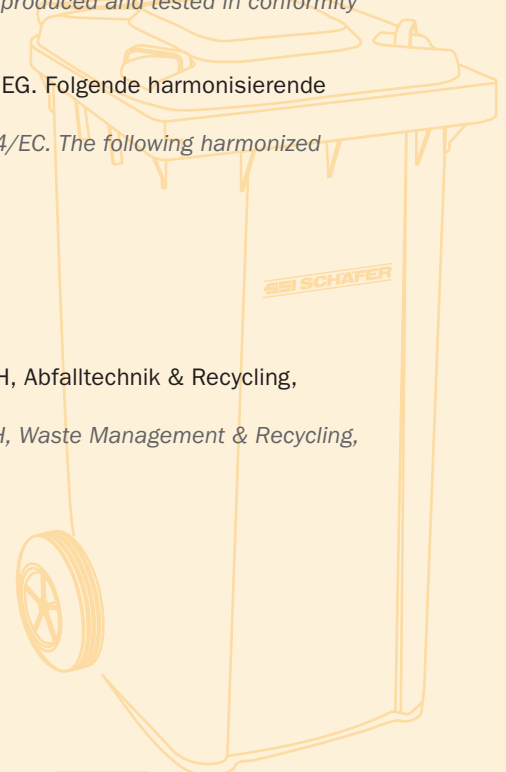 produced and tested in conformity
EG. Folgende harmonisierende
4/EC. The following harmonized
SSI SCHÄFER
H, Abfalltechnik & Recycling,
H, Waste Management & Recycling,